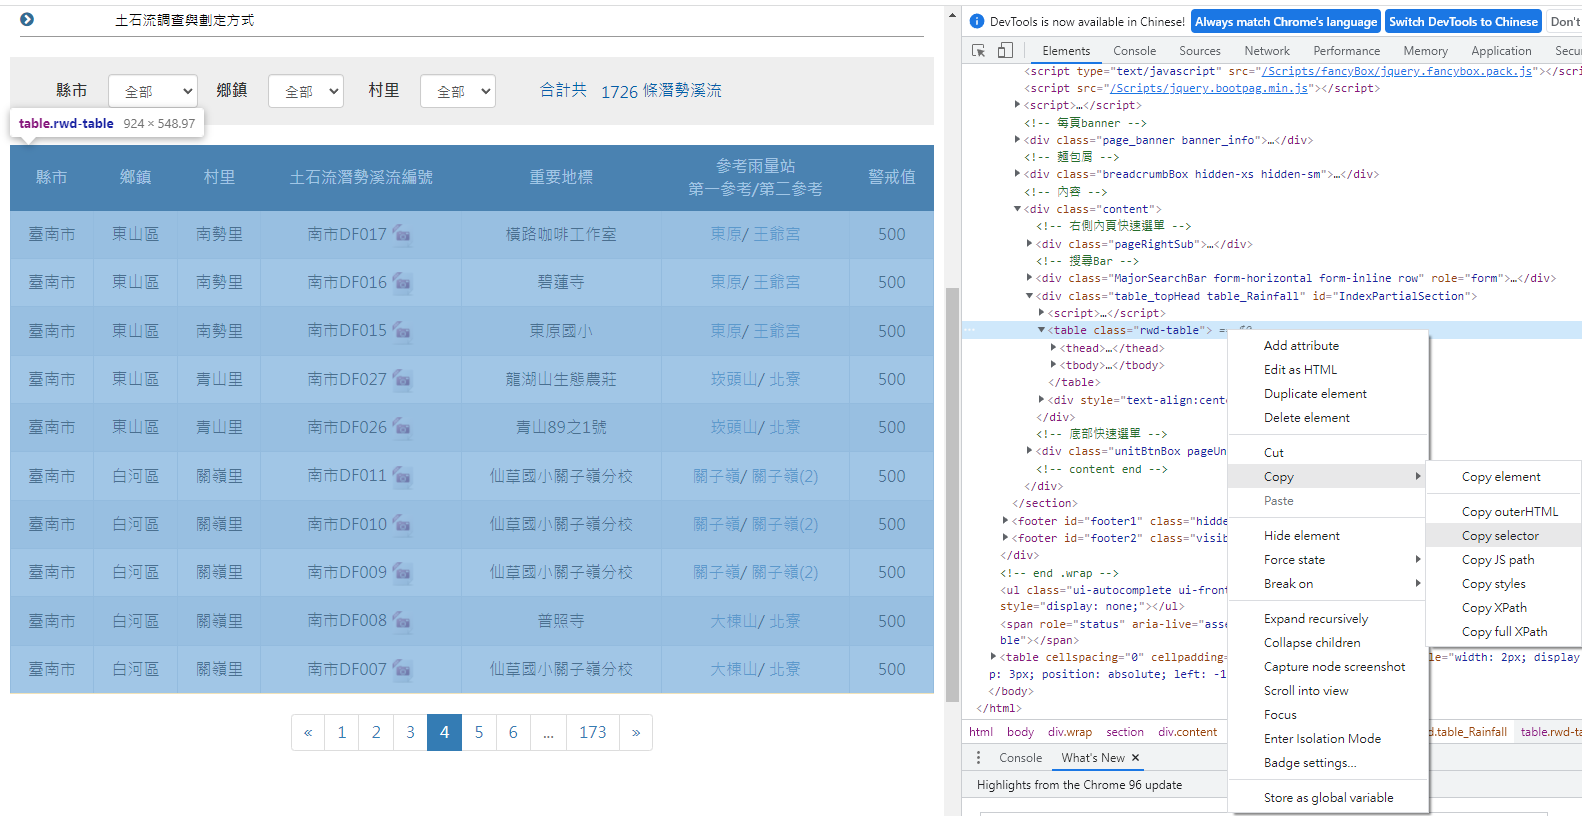 土石流調查與劃定方式
縣市 全部 鄉鎮 全部 村里 全部 合計共 1726 條潛勢溪流
table.rwd-table 924 × 548.97
縣市 鄉鎮 村里 土石流潛勢溪流編號 重要地標 參考雨量站 第一參考/第二參考 警戒值
臺南市 東山區 南勢里 南市DF017 橫路咖啡工作室 東原/ 王爺宮 500
臺南市 東山區 南勢里 南市DF016 碧蓮寺 東原/ 王爺宮 500
臺南市 東山區 南勢里 南市DF015 東原國小 東原/ 王爺宮 500
臺南市 東山區 青山里 南市DF027 龍湖山生態農莊 崁頭山/ 北寮 500
臺南市 東山區 青山里 南市DF026 青山89之1號 崁頭山/ 北寮 500
臺南市 白河區 關嶺里 南市DF011 仙草國小關子嶺分校 關子嶺/ 關子嶺(2) 500
臺南市 白河區 關嶺里 南市DF010 仙草國小關子嶺分校 關子嶺/ 關子嶺(2) 500
臺南市 白河區 關嶺里 南市DF009 仙草國小關子嶺分校 關子嶺/ 關子嶺(2) 500
臺南市 白河區 關嶺里 南市DF008 普照寺 大棟山/ 北寮 500
臺南市 白河區 關嶺里 南市DF007 仙草國小關子嶺分校 大棟山/ 北寮 500
« 1 2 3 4 5 6 ... 173 »
DevTools is now available in Chinese! Always match Chrome's language Switch DevTools to Chinese Don't
Elements Console Sources Network Performance Memory Application Secu
<script type="text/javascript" src="/Scripts/fancyBox/jquery.fancybox.pack.js"></scri
<script src="/Scripts/jquery.bootpag.min.js"></script>
<script>…</script>
<!-- 每頁banner -->
<div class="page_banner banner_info">…</div>
<!-- 麵包屑 -->
<div class="breadcrumbBox hidden-xs hidden-sm">…</div>
<!-- 內容 -->
<div class="content">
<!-- 右側內頁快速選單 -->
<div class="pageRightSub">…</div>
<!-- 搜尋Bar -->
<div class="MajorSearchBar form-horizontal form-inline row" role="form">…</div>
<div class="table_topHead table_Rainfall" id="IndexPartialSection">
<script>…</script>
<table class="rwd-table"> == $0
<thead>…</thead>
<tbody>…</tbody>
</table>
<div style="text-align:cente
</div>
<!-- 底部快速選單 -->
<div class="unitBtnBox pageUn
<!-- content end -->
</div>
</section>
<footer id="footer1" class="hidde
<footer id="footer2" class="visib
</div>
<!-- end .wrap -->
<ul class="ui-autocomplete ui-fron
style="display: none;"></ul>
<span role="status" aria-live="asse
ble"></span>
<table cellspacing="0" cellpadding= le="width: 2px; display
p: 3px; position: absolute; left: -1
</body>
</html>
html body div.wrap section div.content d.table_Rainfall table.rwd-ta
Console What's New ×
Highlights from the Chrome 96 update
Add attribute
Edit as HTML
Duplicate element
Delete element
Cut
Copy
Paste
Hide element
Force state
Break on
Expand recursively
Collapse children
Capture node screenshot
Scroll into view
Focus
Enter Isolation Mode
Badge settings…
Store as global variable
Copy element
Copy outerHTML
Copy selector
Copy JS path
Copy styles
Copy XPath
Copy full XPath